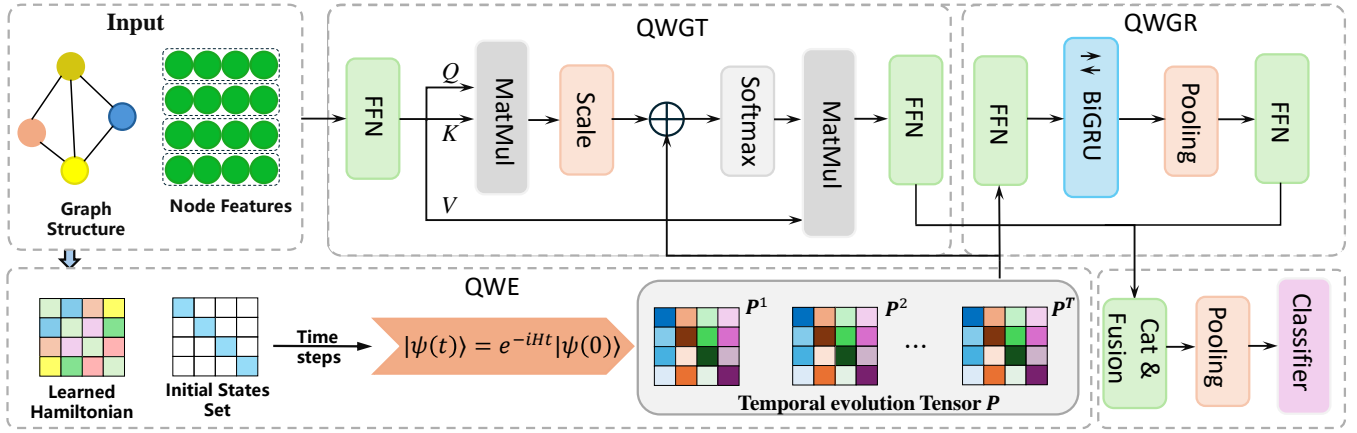 Input
Graph
Structure
Node Features
QWGT
FFN
Q
K
V
MatMul
Scale
Softmax
MatMul
FFN
QWGR
FFN
BiGRU
Pooling
FFN
QWE
Learned
Hamiltonian
Initial States
Set
Time
steps
|ψ(t)⟩ = e^{-iHt}|ψ(0)⟩
P^1
P^2
...
P^T
Temporal evolution Tensor P
Cat &
Fusion
Pooling
Classifier